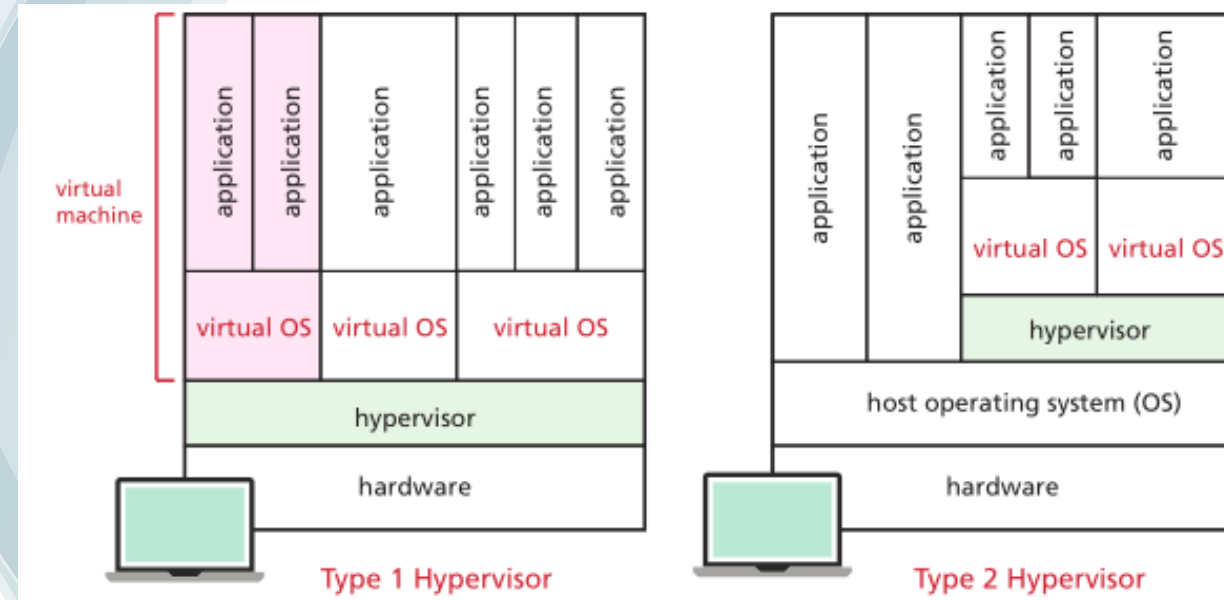 virtual
machine
application
application
application
application
application
application
virtual OS
virtual OS
virtual OS
hypervisor
hardware
Type 1 Hypervisor
application
application
application
application
application
virtual OS
virtual OS
hypervisor
host operating system (OS)
hardware
Type 2 Hypervisor